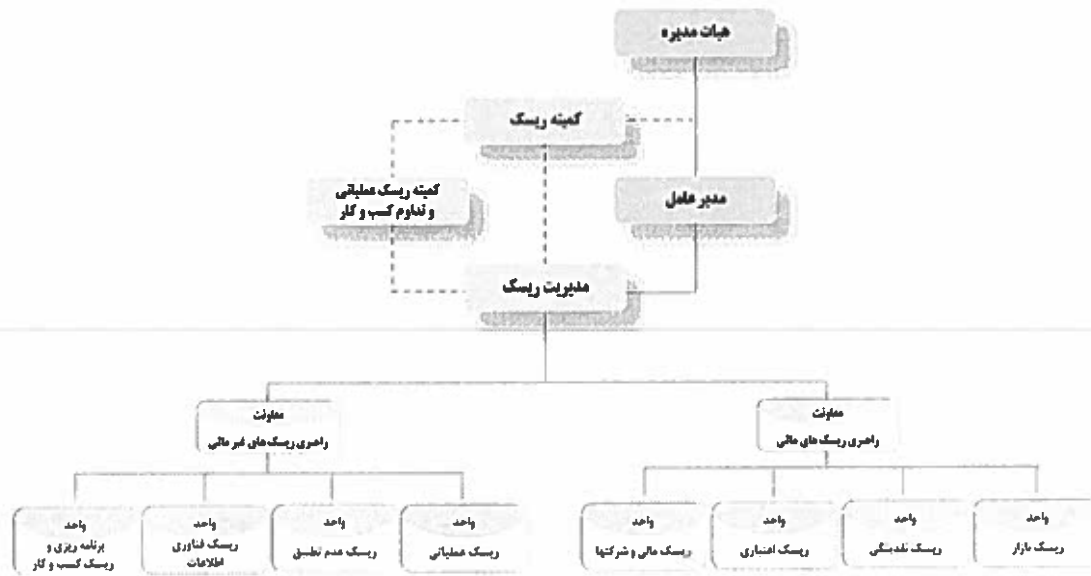 هیات مدیره
کمیته ریسک
کمیته ریسک عملیاتی
و تداوم کسب و کار
مدیر عامل
مدیریت ریسک
معاونت
راهبری ریسک های مالی
معاونت
راهبری ریسک های غیر مالی
واحد
ریسک بازار
واحد
ریسک نقدینگی
واحد
ریسک اعتباری
واحد
ریسک مالی و شرکتها
واحد
ریسک عملیاتی
واحد
ریسک عدم تطبیق
واحد
ریسک فناوری
اطلاعات
واحد
برنامه ریزی و
ریسک کسب و کار